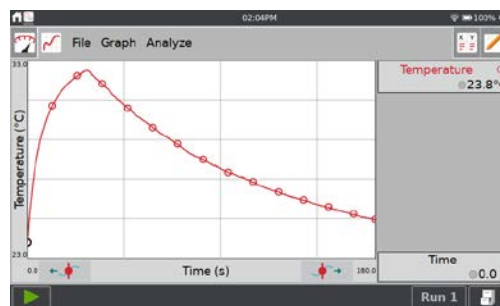 02:04PM
100%
File Graph Analyze
X Y
33.0
Temperature
23.8°
Temperature (°C)
23.0
0.0
Time (s)
180.0
Time
0.0
Run 1